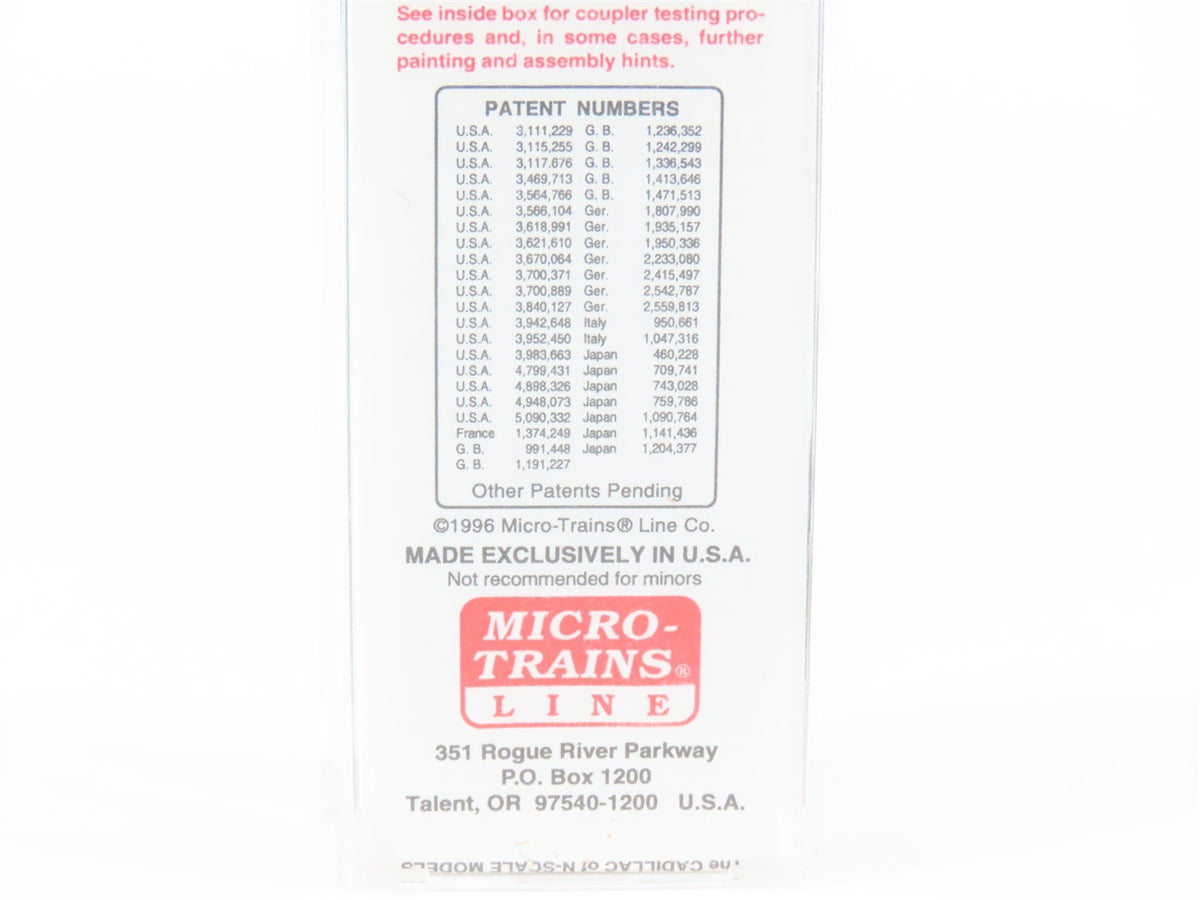 See inside box for coupler testing pro-
cedures and, in some cases, further
painting and assembly hints.
PATENT NUMBERS
U.S.A. 3,111,229 G. B. 1,236,352
U.S.A. 3,115,255 G. B. 1,242,299
U.S.A. 3,117.676 G. B. 1,336,543
U.S.A. 3,469,713 G. B. 1,413,646
U.S.A. 3,564,766 G. B. 1,471,513
U.S.A. 3,566,104 Ger. 1,807,990
U.S.A. 3,618,991 Ger. 1,935,157
U.S.A. 3,621,610 Ger. 1,950,336
U.S.A. 3,670,064 Ger. 2,233,080
U.S.A. 3,700,371 Ger. 2,415,497
U.S.A. 3,700,889 Ger. 2,542,787
U.S.A. 3,840,127 Ger. 2,559,813
U.S.A. 3,942,648 Italy 950,661
U.S.A. 3,952,450 Italy 1,047,316
U.S.A. 3,983,663 Japan 460,228
U.S.A. 4,799,431 Japan 709,741
U.S.A. 4,898,326 Japan 743,028
U.S.A. 4,948,073 Japan 759,786
U.S.A. 5,090,332 Japan 1,090,764
France 1,374,249 Japan 1,141,436
G. B. 991,448 Japan 1,204,377
G. B. 1,191,227
Other Patents Pending
©1996 Micro-Trains® Line Co.
MADE EXCLUSIVELY IN U.S.A.
Not recommended for minors
MICRO-
TRAINS®
LINE
351 Rogue River Parkway
P.O. Box 1200
Talent, OR 97540-1200 U.S.A.
The CADILLAC of N-SCALE MODELS